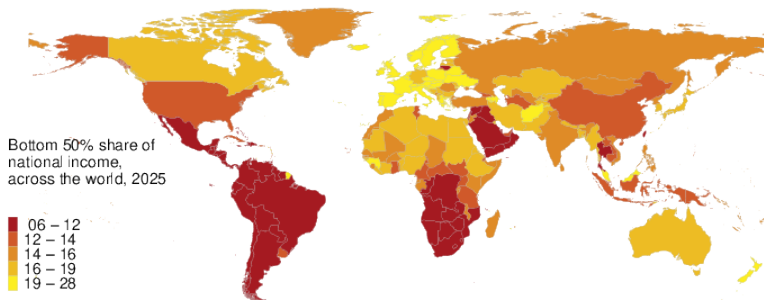 Bottom 50% share of
national income,
across the world, 2025
06 – 12
12 – 14
14 – 16
16 – 19
19 – 28